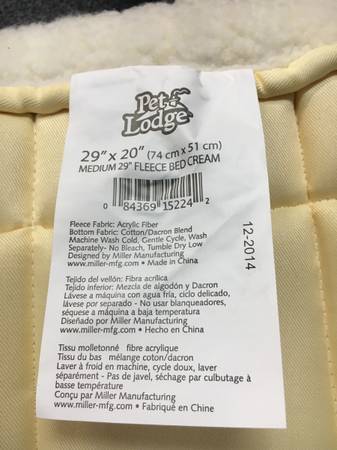 Pet
Lodge
29" x 20" (74 cm x 51 cm)
MEDIUM 29" FLEECE BED CREAM
0 84369 15224 2
Fleece Fabric: Acrylic Fiber
Bottom Fabric: Cotton/Dacron Blend
Machine Wash Cold, Gentle Cycle, Wash
Separately- No Bleach, Tumble Dry Low
Designed by Miller Manufacturing
www.miller-mfg.com • Made in China
12-2014
Tejido del vellón: Fibra acrílica
Tejido inferior: Mezcla de algodón y Dacron
Lávese a máquina con agua fría, ciclo delicado,
lávese por separado - No usar blanqueadores,
séquese a máquina a baja temperatura
Diseñado por Miller Manufacturing
www.miller-mfg.com • Hecho en China
Tissu molletonné fibre acrylique
Tissu du bas mélange coton/dacron
Laver à froid en machine, cycle doux, laver
séparément - Pas de javel, séchage par culbutage à
basse température
Conçu par Miller Manufacturing
www.miller-mfg.com • Fabriqué en Chine